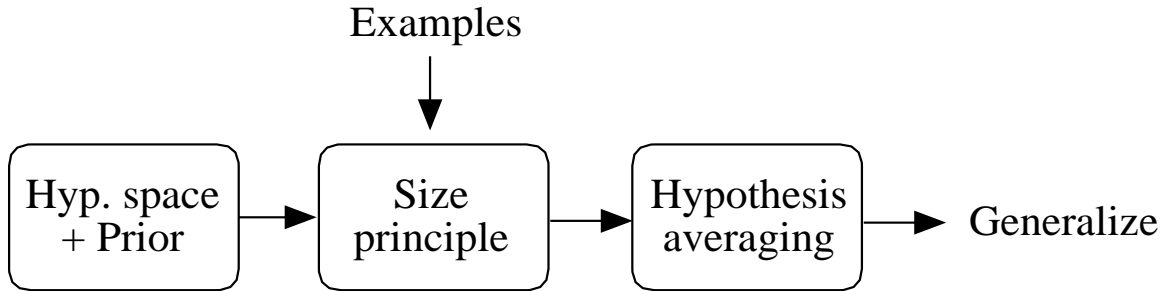 Examples
Hyp. space
+ Prior
Size
principle
Hypothesis
averaging
Generalize